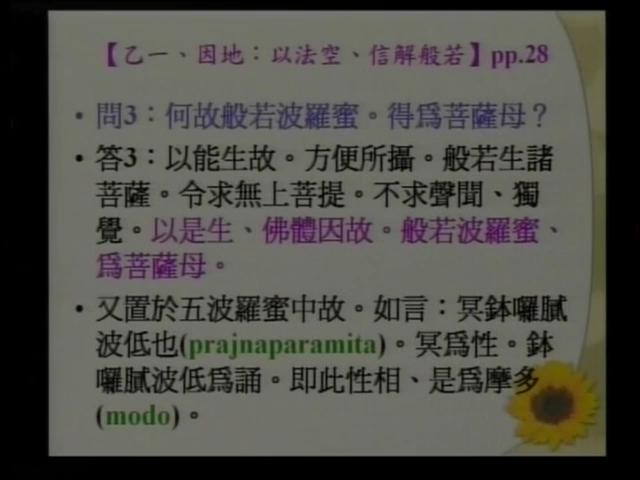 【乙一、因地：以法空、信解般若】pp.28
• 問3：何故般若波羅蜜。得為菩薩母？
• 答3：以能生故。方便所攝。般若生諸
菩薩。令求無上菩提。不求聲聞、獨
覺。以是生、佛體因故。般若波羅蜜、
為菩薩母。
• 又置於五波羅蜜中故。如言：冥鉢囉膩
波低也(prajnaparamita)。冥為性。鉢
囉膩波低為誦。即此性相、是為摩多
(modo)。